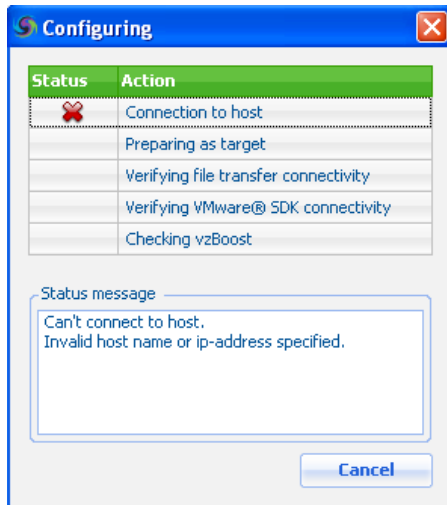 Configuring
Status Action
Connection to host
Preparing as target
Verifying file transfer connectivity
Verifying VMware® SDK connectivity
Checking vzBoost
Status message
Can't connect to host.
Invalid host name or ip-address specified.
Cancel